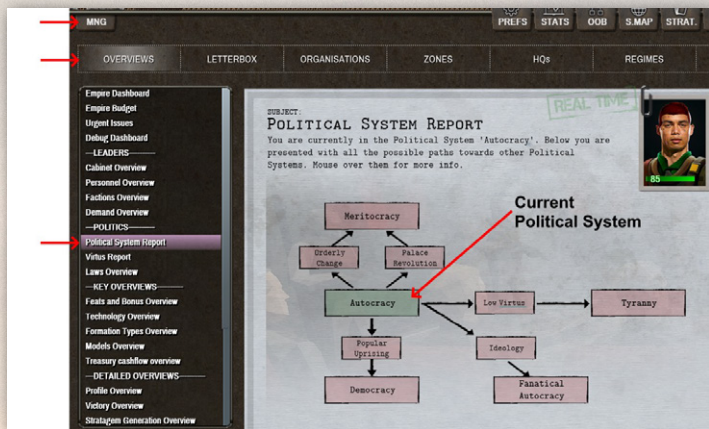 MNG
PREFS STATS OOB S.MAP STRAT.
OVERVIEWS LETTERBOX ORGANISATIONS ZONES HQs REGIMES
Empire Dashboard
Empire Budget
Urgent Issues
Debug Dashboard
—LEADERS—
Cabinet Overview
Personnel Overview
Factions Overview
Demand Overview
—POLITICS—
Political System Report
Virtus Report
Laws Overview
—KEY OVERVIEWS—
Feats and Bonus Overview
Technology Overview
Formation Types Overview
Models Overview
Treasury cashflow overview
—DETAILED OVERVIEWS—
Profile Overview
Victory Overview
Stratagem Generation Overview
REAL TIME
SUBJECT:
POLITICAL SYSTEM REPORT
You are currently in the Political System 'Autocracy'. Below you are
presented with all the possible paths towards other Political
Systems. Mouse over them for more info.
85
Current
Political System
Meritocracy
Orderly
Change
Palace
Revolution
Autocracy
Low Virtus
Tyranny
Popular
Uprising
Ideology
Democracy
Fanatical
Autocracy